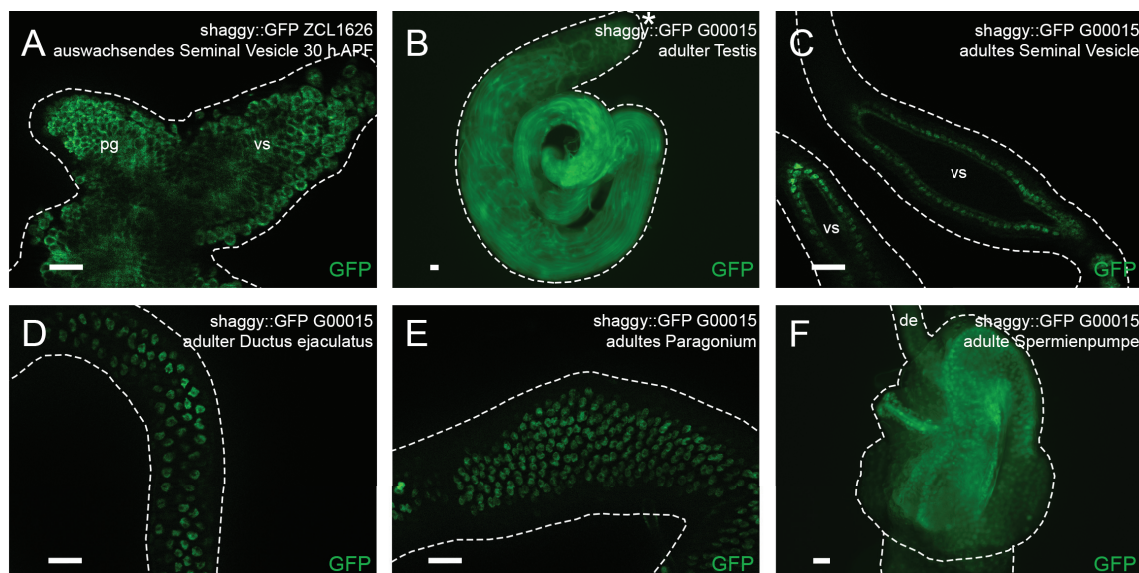 A
shaggy::GFP ZCL1626
auswachsendes Seminal Vesicle 30 h APF
pg
vs
GFP
B
*
shaggy::GFP G00015
adulter Testis
GFP
C
shaggy::GFP G00015
adultes Seminal Vesicle
vs
vs
GFP
D
shaggy::GFP G00015
adulter Ductus ejaculatus
GFP
E
shaggy::GFP G00015
adultes Paragonium
GFP
F
de
shaggy::GFP G00015
adulte Spermienpumpe
GFP